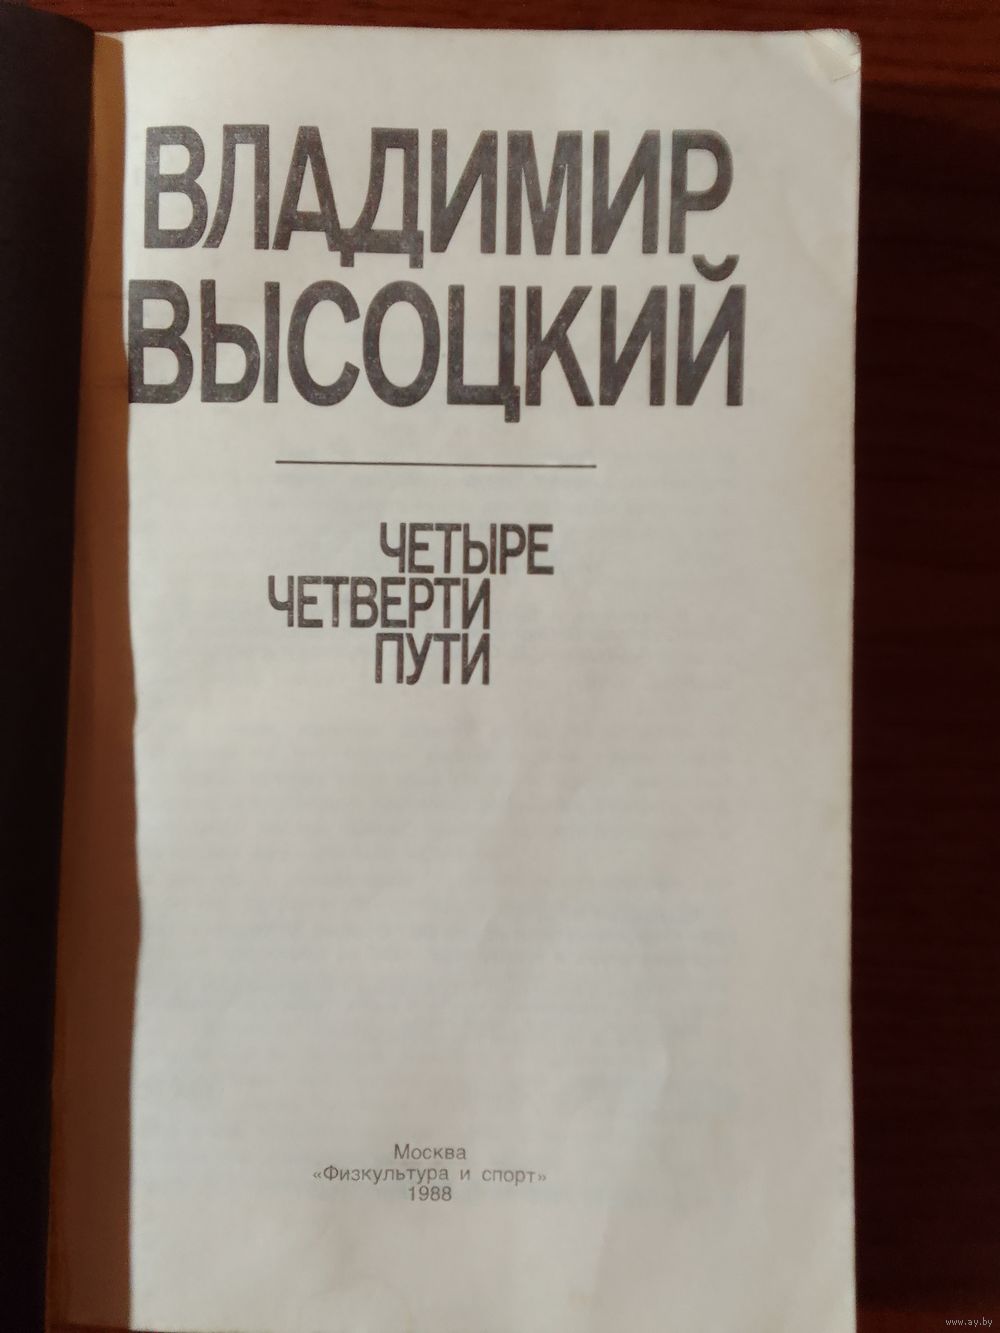 ВЛАДИМИР
ВЫСОЦКИЙ
ЧЕТЫРЕ
ЧЕТВЕРТИ
ПУТИ
Москва
«Физкультура и спорт»
1988
www.ay.by